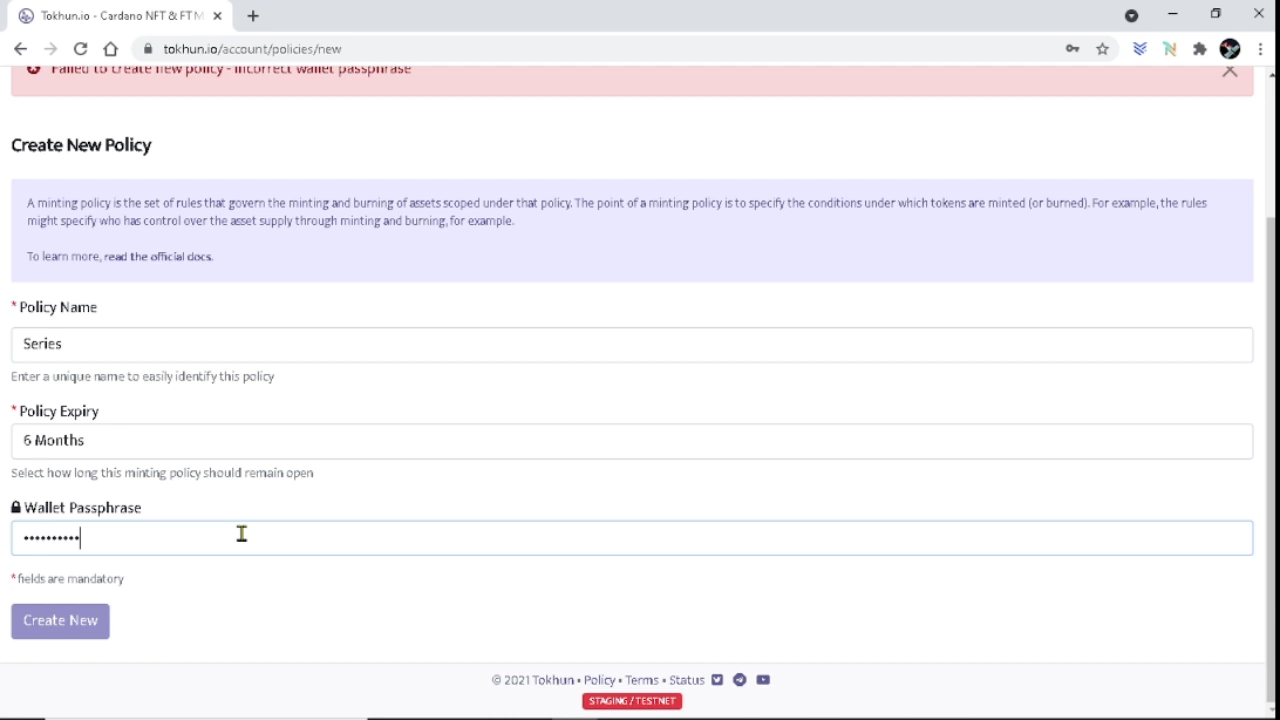 Tokhun.io - Cardano NFT & FT M
tokhun.io/account/policies/new
Failed to create new policy - incorrect wallet passphrase
Create New Policy
A minting policy is the set of rules that govern the minting and burning of assets scoped under that policy. The point of a minting policy is to specify the conditions under which tokens are minted (or burned). For example, the rules
might specify who has control over the asset supply through minting and burning, for example.
To learn more, read the official docs.
* Policy Name
Series
Enter a unique name to easily identify this policy
* Policy Expiry
6 Months
Select how long this minting policy should remain open
Wallet Passphrase
••••••••••
* fields are mandatory
Create New
© 2021 Tokhun • Policy • Terms • Status
STAGING / TESTNET